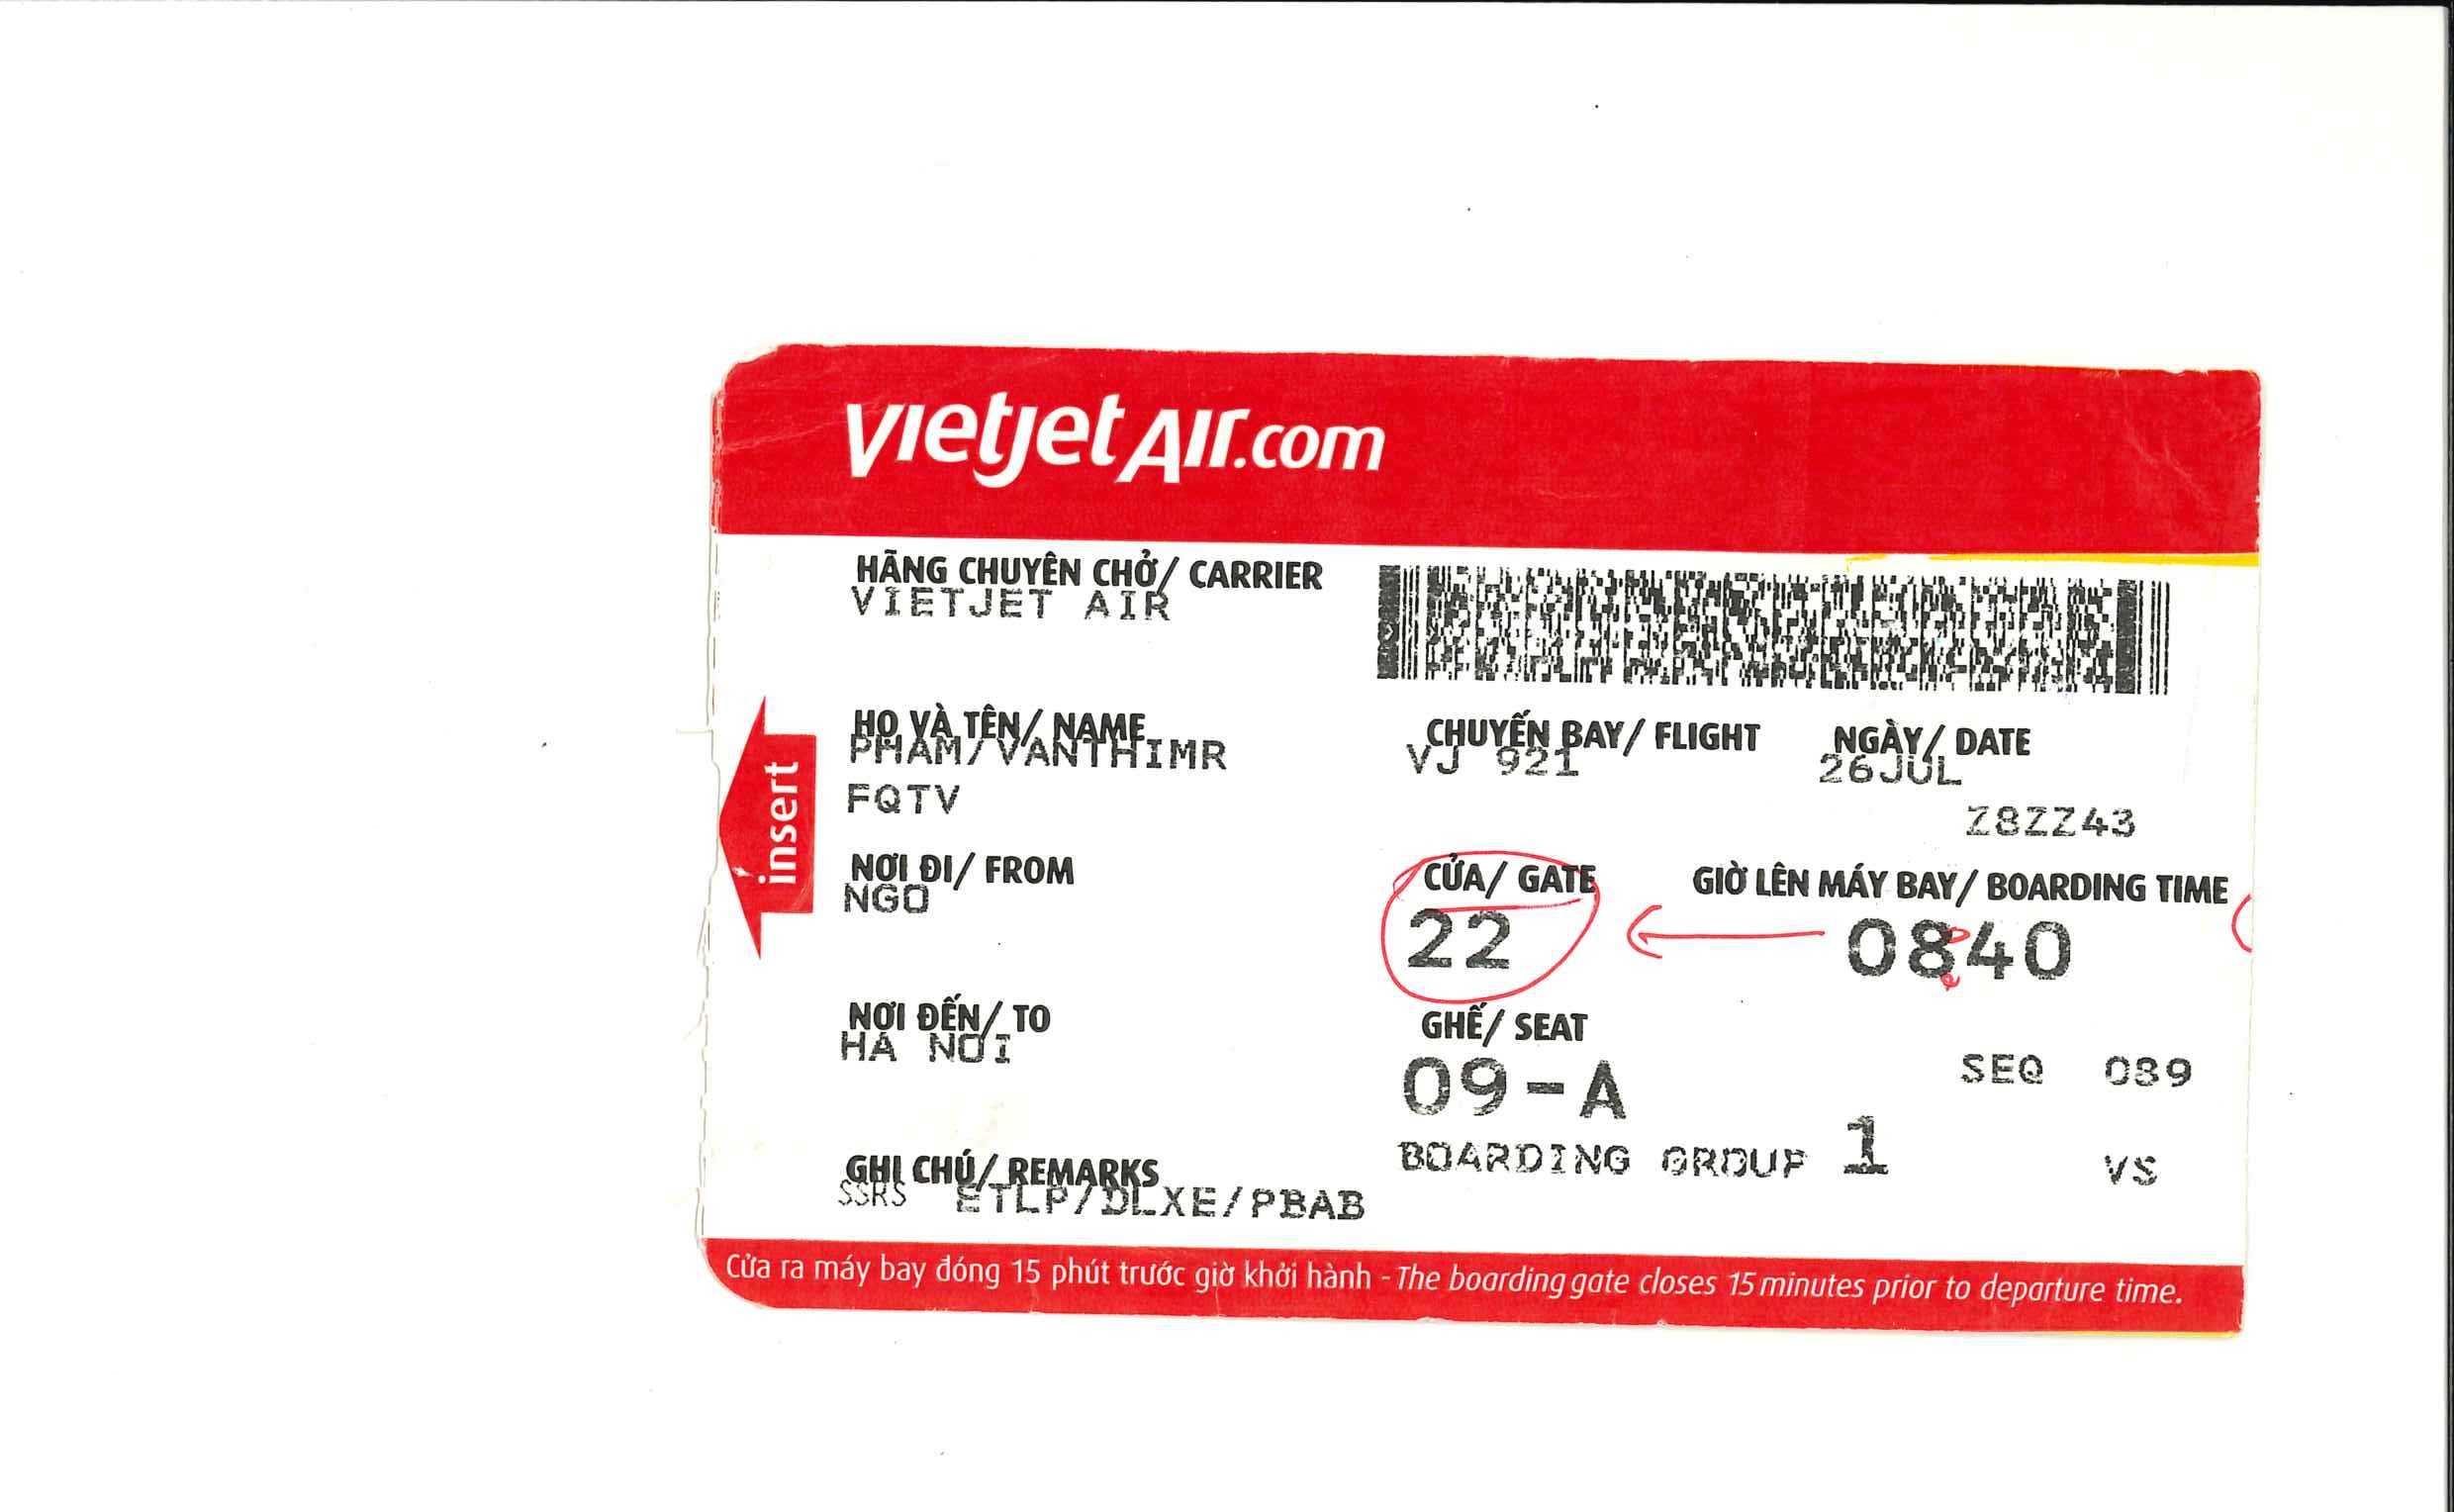 vietjetAir.com
HÃNG CHUYÊN CHỞ/ CARRIER
VIETJET AIR
HỌ VÀ TÊN/ NAME
PHAM/VANTHIMR
CHUYẾN BAY/ FLIGHT
VJ 921
NGÀY/ DATE
26JUL
FQTV
Z8ZZ43
insert
NƠI ĐI/ FROM
NGO
CỬA/ GATE
22
GIỜ LÊN MÁY BAY/ BOARDING TIME
0840
NƠI ĐẾN/ TO
HA NOI
GHẾ/ SEAT
09-A
SEQ 089
BOARDING GROUP 1
VS
GHI CHÚ/ REMARKS
SSRS ETLP/DLXE/PBAB
Cửa ra máy bay đóng 15 phút trước giờ khởi hành - The boarding gate closes 15 minutes prior to departure time.